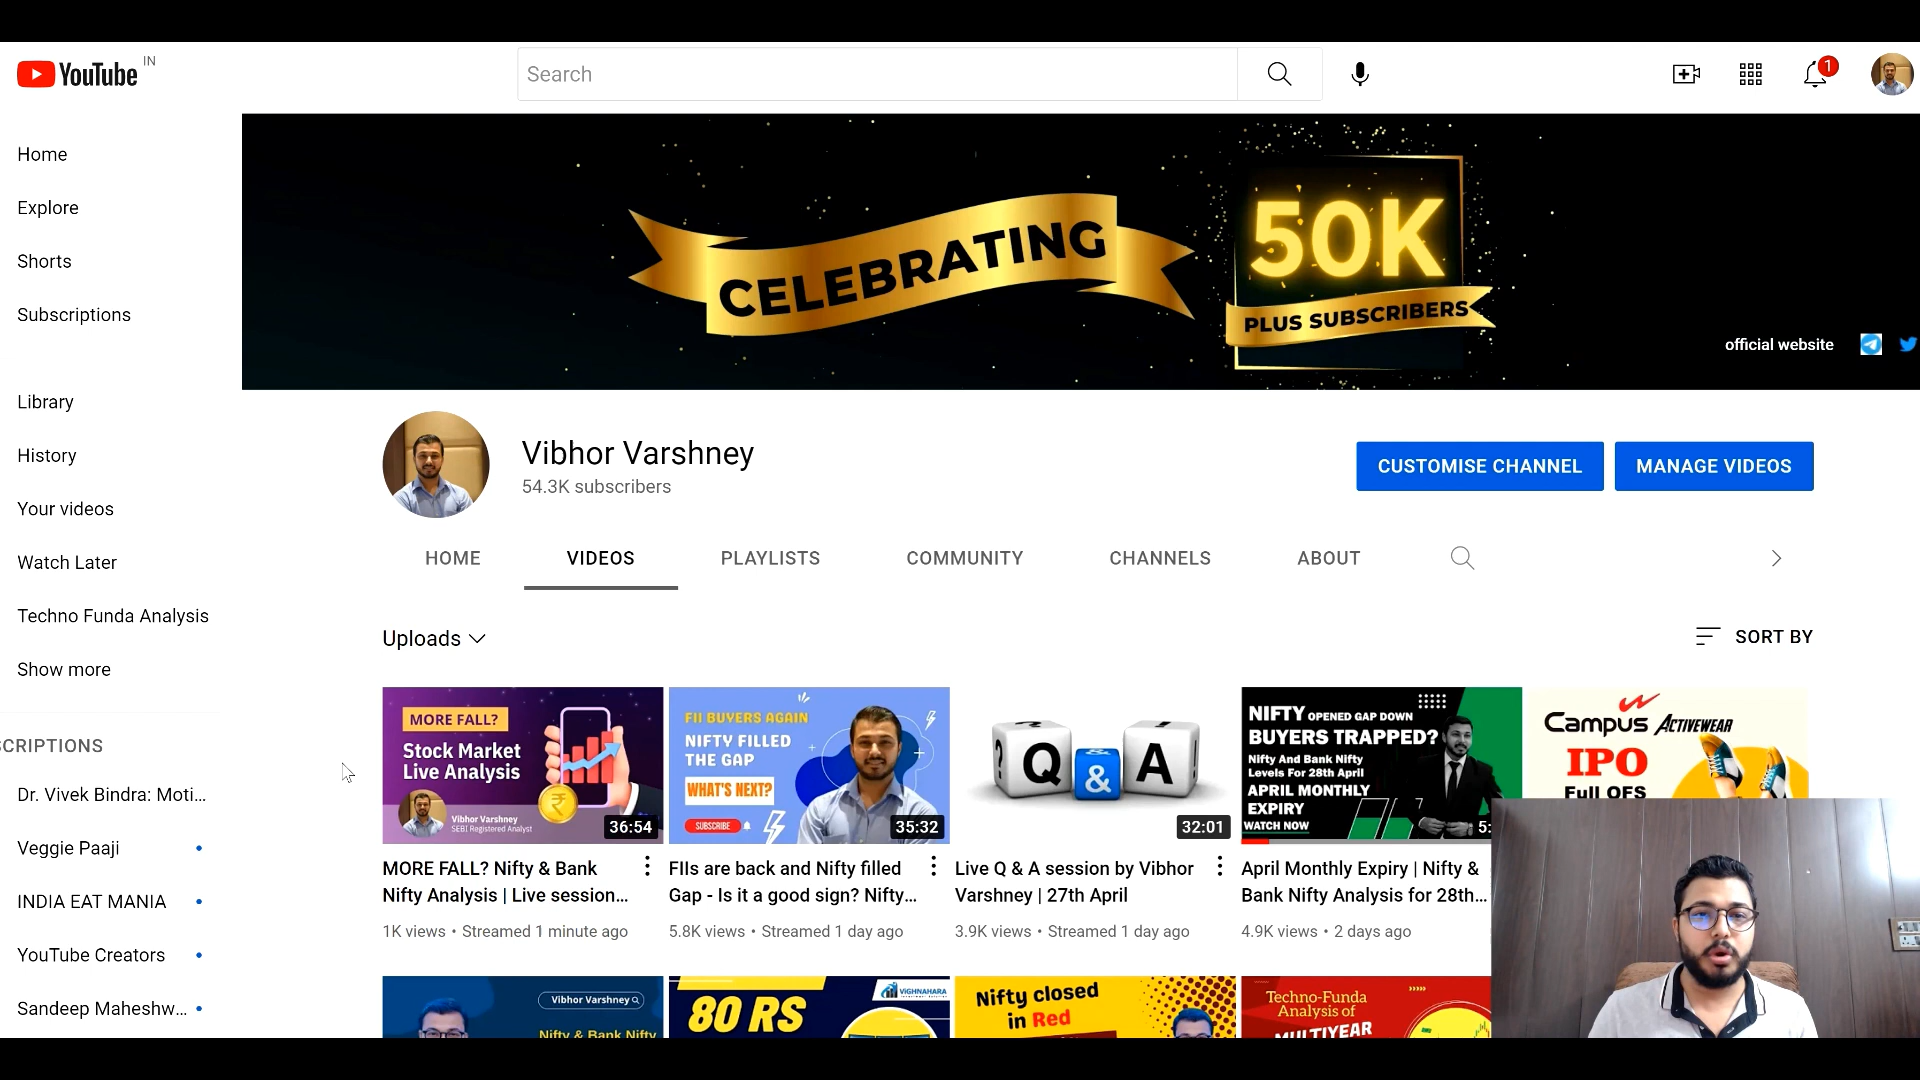 YouTube IN
Search
1
Home
Explore
Shorts
Subscriptions
Library
History
Your videos
Watch Later
Techno Funda Analysis
Show more
SCRIPTIONS
Dr. Vivek Bindra: Moti...
Veggie Paaji
INDIA EAT MANIA
YouTube Creators
Sandeep Maheshw...
CELEBRATING
50K
PLUS SUBSCRIBERS
official website
Vibhor Varshney
54.3K subscribers
CUSTOMISE CHANNEL
MANAGE VIDEOS
HOME
VIDEOS
PLAYLISTS
COMMUNITY
CHANNELS
ABOUT
Uploads
SORT BY
MORE FALL?
Stock Market
Live Analysis
Vibhor Varshney
SEBI Registered Analyst
36:54
MORE FALL? Nifty & Bank
Nifty Analysis | Live session...
1K views • Streamed 1 minute ago
FII BUYERS AGAIN
NIFTY FILLED
THE GAP
WHAT'S NEXT?
SUBSCRIBE
35:32
FIIs are back and Nifty filled
Gap - Is it a good sign? Nifty...
5.8K views • Streamed 1 day ago
? Q & A !
32:01
Live Q & A session by Vibhor
Varshney | 27th April
3.9K views • Streamed 1 day ago
NIFTY OPENED GAP DOWN
BUYERS TRAPPED?
Nifty And Bank Nifty
Levels For 28th April
APRIL MONTHLY
EXPIRY
WATCH NOW
5:
April Monthly Expiry | Nifty &
Bank Nifty Analysis for 28th...
4.9K views • 2 days ago
Campus ACTIVEWEAR
IPO
Full OFS
Vibhor Varshney
Nifty & Bank Nifty
80 RS
VIGHNAHARA
Nifty closed
in Red
Techno-Funda
Analysis of
MULTIYEAR